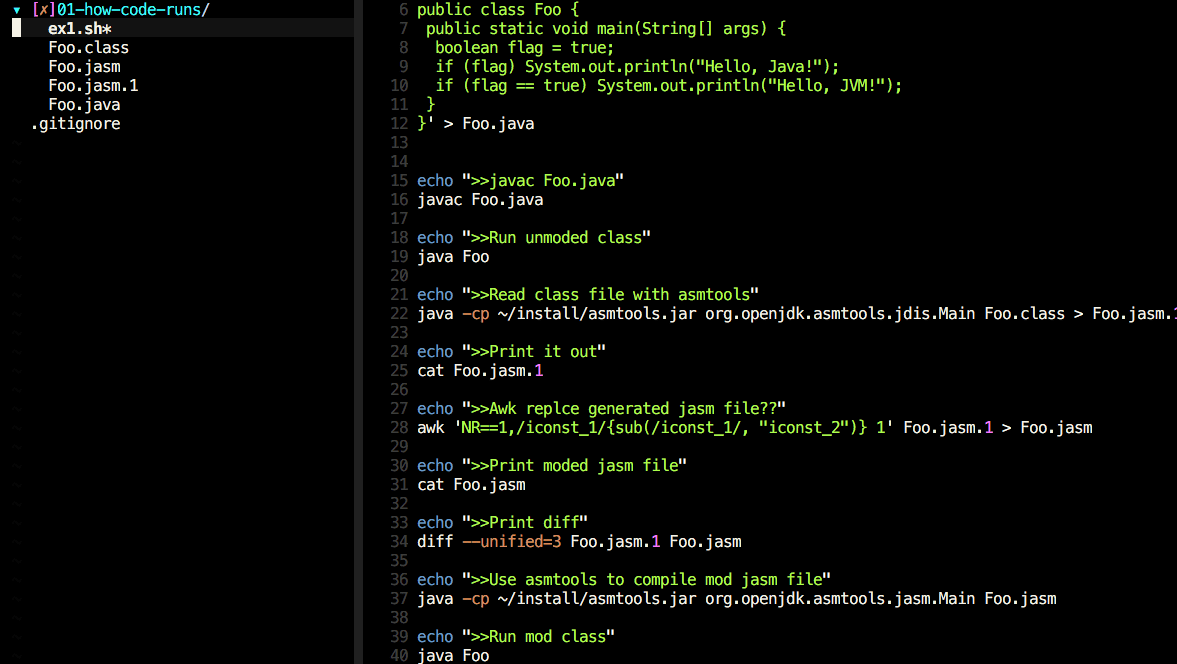 ▾ [✗]01-how-code-runs/
ex1.sh*
Foo.class
Foo.jasm
Foo.jasm.1
Foo.java
.gitignore
6 public class Foo {
7 public static void main(String[] args) {
8 boolean flag = true;
9 if (flag) System.out.println("Hello, Java!");
10 if (flag == true) System.out.println("Hello, JVM!");
11 }
12 }' > Foo.java
13
14
15 echo ">>javac Foo.java"
16 javac Foo.java
17
18 echo ">>Run unmoded class"
19 java Foo
20
21 echo ">>Read class file with asmtools"
22 java -cp ~/install/asmtools.jar org.openjdk.asmtools.jdis.Main Foo.class > Foo.jasm.1
23
24 echo ">>Print it out"
25 cat Foo.jasm.1
26
27 echo ">>Awk replce generated jasm file??"
28 awk 'NR==1,/iconst_1/{sub(/iconst_1/, "iconst_2")} 1' Foo.jasm.1 > Foo.jasm
29
30 echo ">>Print moded jasm file"
31 cat Foo.jasm
32
33 echo ">>Print diff"
34 diff --unified=3 Foo.jasm.1 Foo.jasm
35
36 echo ">>Use asmtools to compile mod jasm file"
37 java -cp ~/install/asmtools.jar org.openjdk.asmtools.jasm.Main Foo.jasm
38
39 echo ">>Run mod class"
40 java Foo